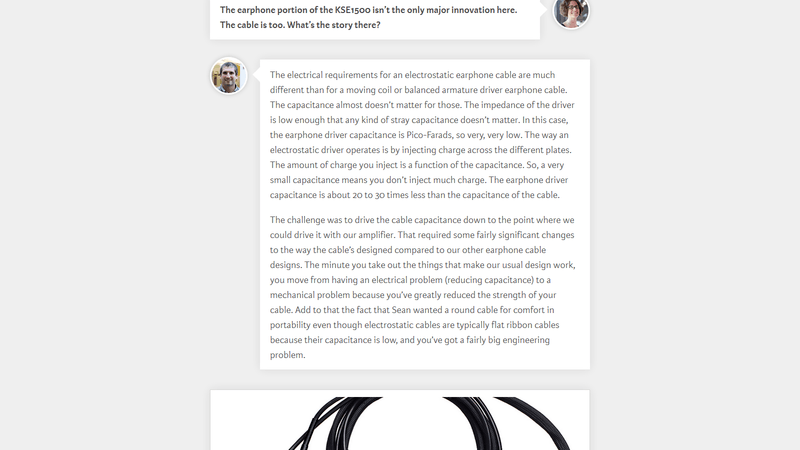 The earphone portion of the KSE1500 isn't the only major innovation here.
The cable is too. What's the story there?
The electrical requirements for an electrostatic earphone cable are much
different than for a moving coil or balanced armature driver earphone cable.
The capacitance almost doesn't matter for those. The impedance of the driver
is low enough that any kind of stray capacitance doesn't matter. In this case,
the earphone driver capacitance is Pico-Farads, so very, very low. The way an
electrostatic driver operates is by injecting charge across the different plates.
The amount of charge you inject is a function of the capacitance. So, a very
small capacitance means you don't inject much charge. The earphone driver
capacitance is about 20 to 30 times less than the capacitance of the cable.
The challenge was to drive the cable capacitance down to the point where we
could drive it with our amplifier. That required some fairly significant changes
to the way the cable's designed compared to our other earphone cable
designs. The minute you take out the things that make our usual design work,
you move from having an electrical problem (reducing capacitance) to a
mechanical problem because you've greatly reduced the strength of your
cable. Add to that the fact that Sean wanted a round cable for comfort in
portability even though electrostatic cables are typically flat ribbon cables
because their capacitance is low, and you've got a fairly big engineering
problem.